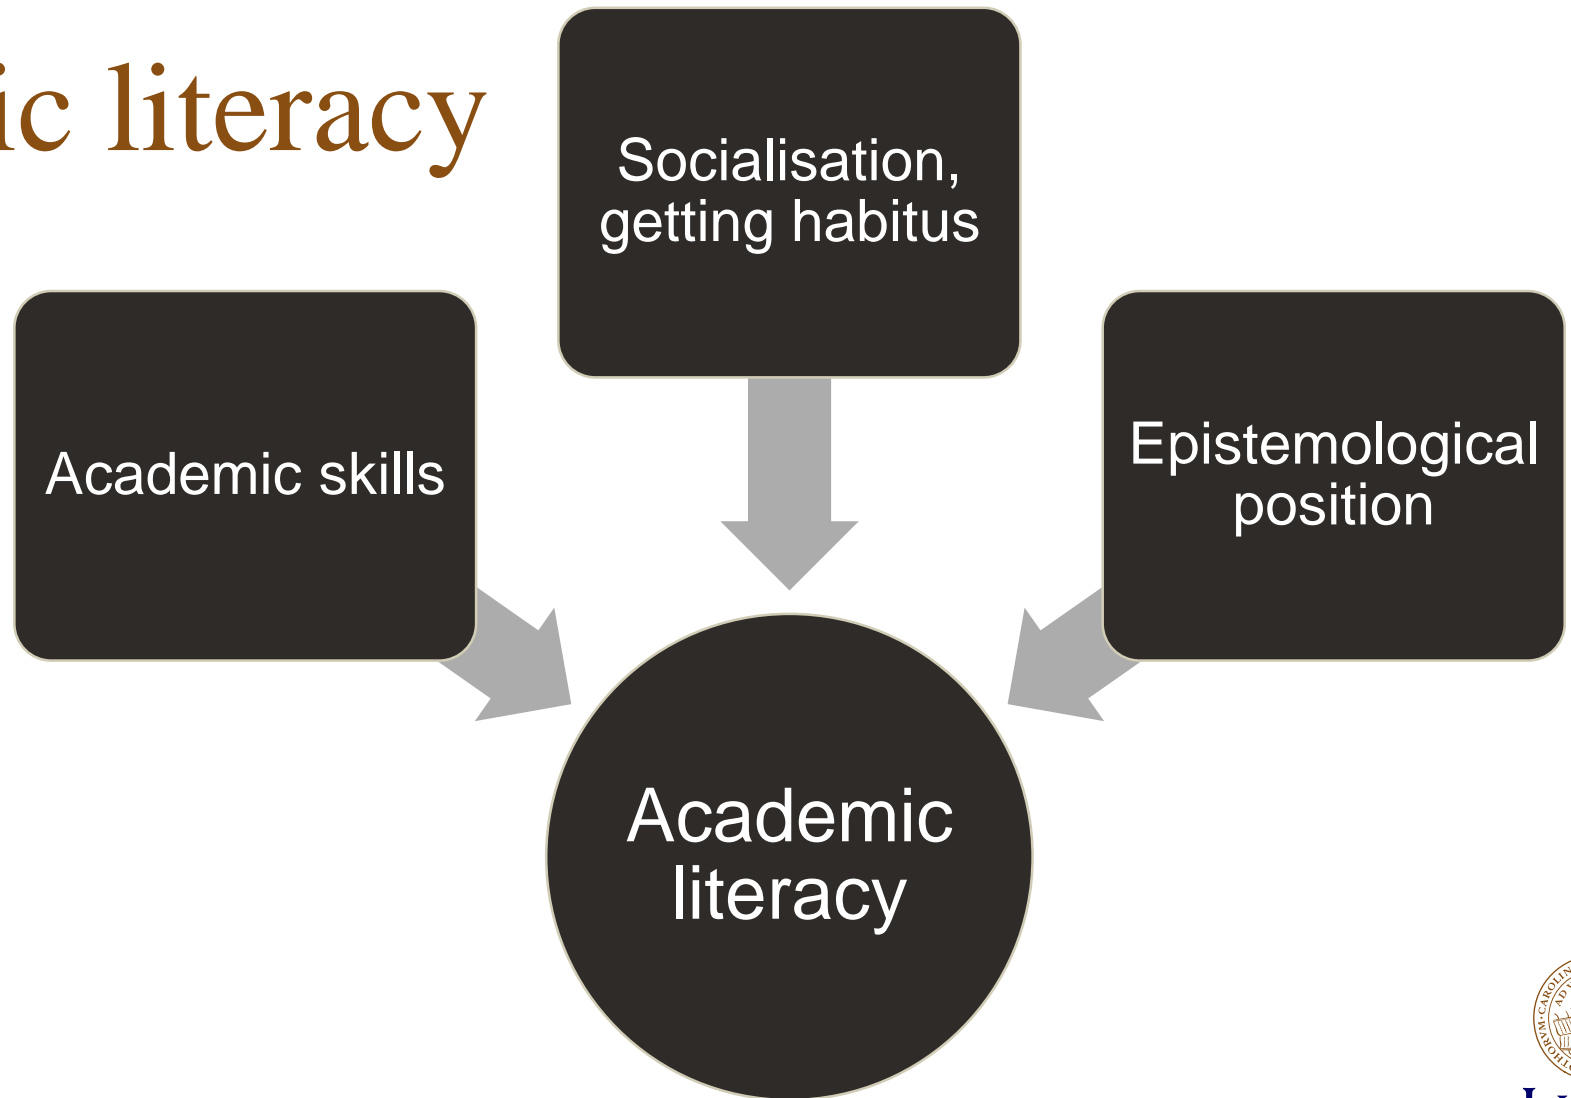 ic literacy
Socialisation,
getting habitus
Academic skills
Epistemological
position
Academic
literacy